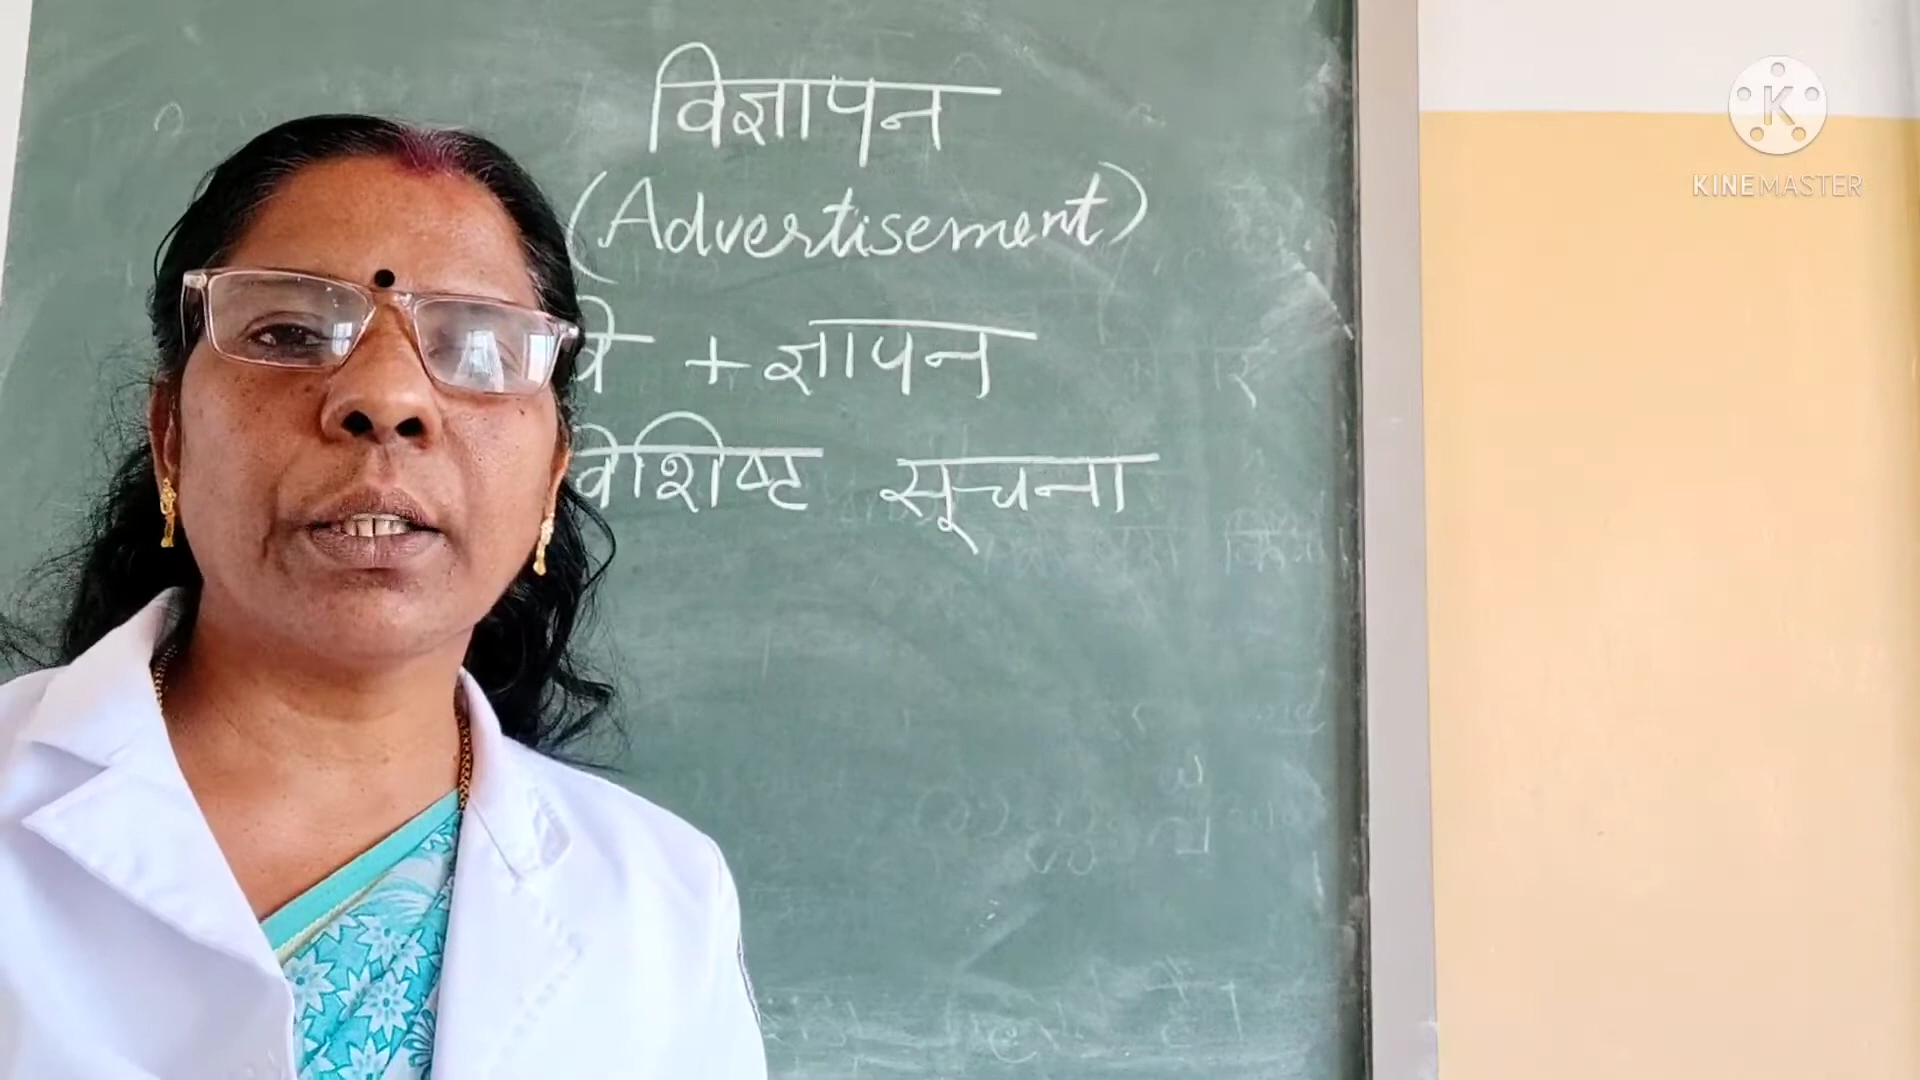 विज्ञापन
(Advertisement)
वि + ज्ञापन
विशिष्ट सूचना
KINEMASTER